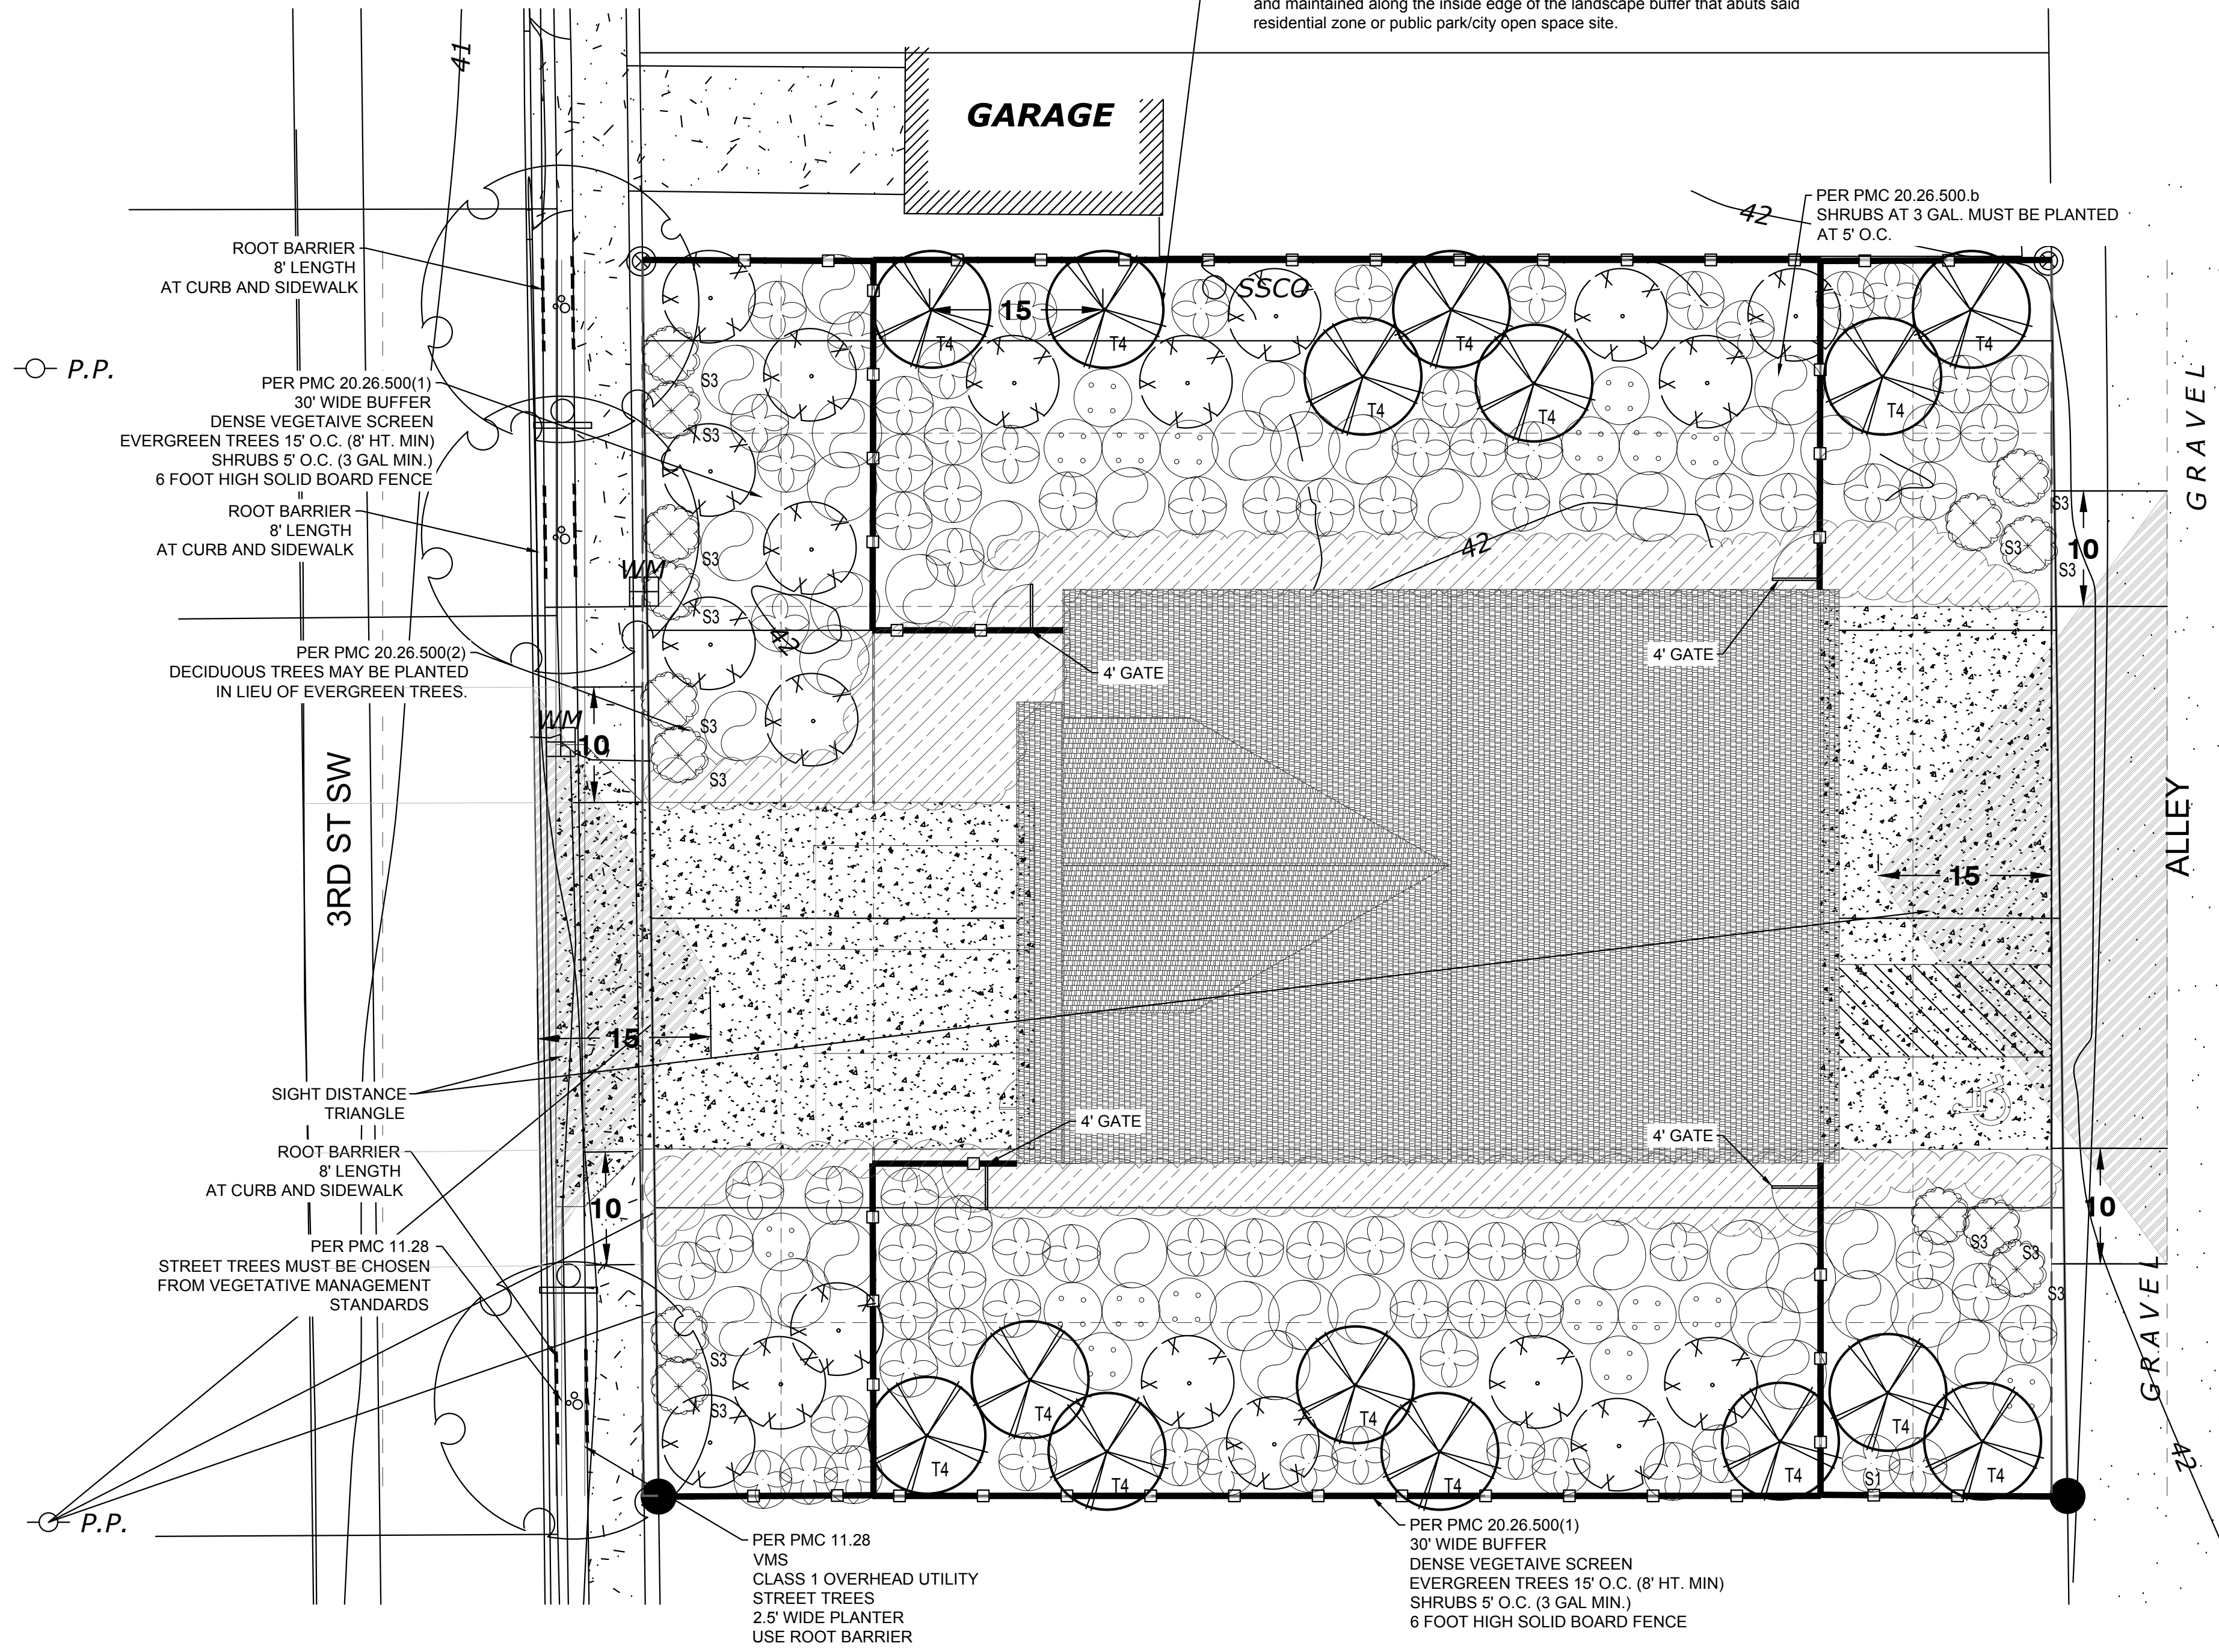 and maintained along the inside edge of the landscape buffer that abuts said
residential zone or public park/city open space site.
41
GARAGE
PER PMC 20.26.500.b
SHRUBS AT 3 GAL. MUST BE PLANTED
AT 5' O.C.
42
ROOT BARRIER
8' LENGTH
AT CURB AND SIDEWALK
SSCO
15
T4
T4
T4
T4
P.P.
PER PMC 20.26.500(1)
30' WIDE BUFFER
DENSE VEGETAIVE SCREEN
EVERGREEN TREES 15' O.C. (8' HT. MIN)
SHRUBS 5' O.C. (3 GAL MIN.)
6 FOOT HIGH SOLID BOARD FENCE
S3
T4
T4
T4
S3
GRAVEL
ROOT BARRIER
8' LENGTH
AT CURB AND SIDEWALK
S3
S3
S3
S3
10
42
WM
S3
PER PMC 20.26.500(2)
DECIDUOUS TREES MAY BE PLANTED
IN LIEU OF EVERGREEN TREES.
42
4' GATE
4' GATE
WM
10
S3
S3
3RD ST SW
ALLEY
15
15
SIGHT DISTANCE
TRIANGLE
4' GATE
4' GATE
ROOT BARRIER
8' LENGTH
AT CURB AND SIDEWALK
10
10
PER PMC 11.28
STREET TREES MUST BE CHOSEN
FROM VEGETATIVE MANAGEMENT
STANDARDS
S3
S3
S3
GRAVEL
S3
S3
T4
T4
T4
T4
T4
T4
T4
T4
S1
T4
42
P.P.
PER PMC 11.28
VMS
CLASS 1 OVERHEAD UTILITY
STREET TREES
2.5' WIDE PLANTER
USE ROOT BARRIER
PER PMC 20.26.500(1)
30' WIDE BUFFER
DENSE VEGETAIVE SCREEN
EVERGREEN TREES 15' O.C. (8' HT. MIN)
SHRUBS 5' O.C. (3 GAL MIN.)
6 FOOT HIGH SOLID BOARD FENCE